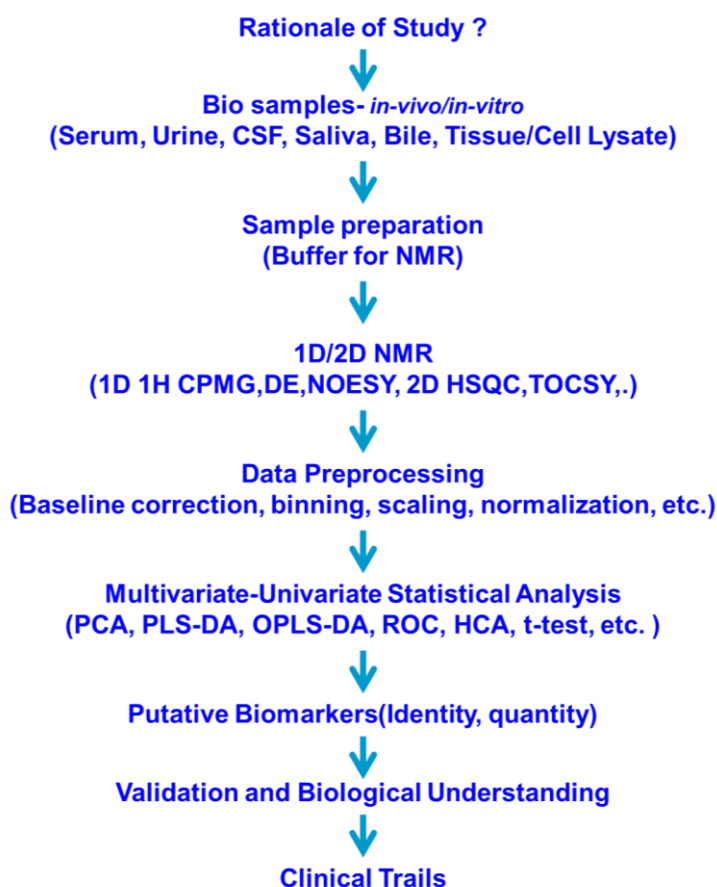 Rationale of Study ?
Bio samples- in-vivo/in-vitro
(Serum, Urine, CSF, Saliva, Bile, Tissue/Cell Lysate)
Sample preparation
(Buffer for NMR)
1D/2D NMR
(1D 1H CPMG,DE,NOESY, 2D HSQC,TOCSY,.)
Data Preprocessing
(Baseline correction, binning, scaling, normalization, etc.)
Multivariate-Univariate Statistical Analysis
(PCA, PLS-DA, OPLS-DA, ROC, HCA, t-test, etc. )
Putative Biomarkers(Identity, quantity)
Validation and Biological Understanding
Clinical Trails